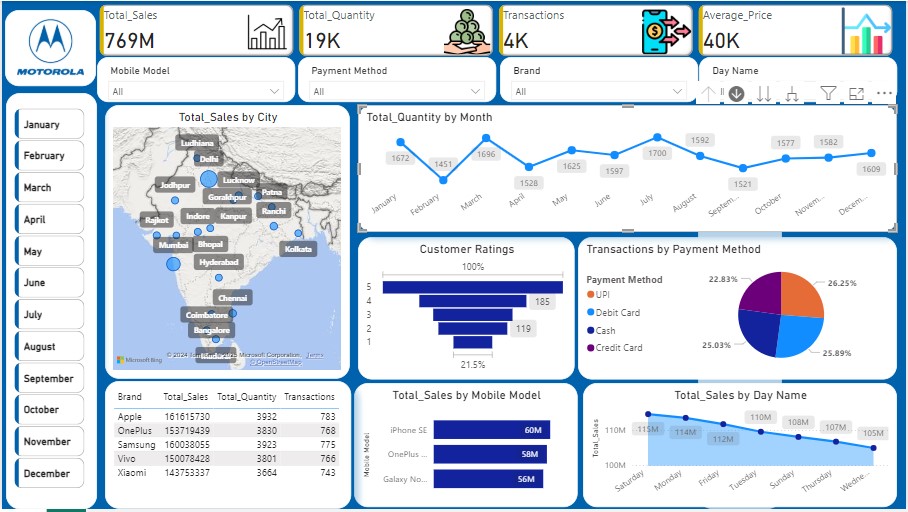 MOTOROLA
Total_Sales
769M
Total_Quantity
19K
Transactions
4K
Average_Price
40K
Mobile Model
All
Payment Method
All
Brand
All
Day Name
January
February
March
April
May
June
July
August
September
October
November
December
Total_Sales by City
Ludhiana
Delhi
Jodhpur
Lucknow
Gorakhpur
Patna
Rajkot
Indore
Kanpur
Ranchi
Mumbai
Bhopal
Kolkata
Hyderabad
Chennai
Coimbatore
Bangalore
Microsoft Bing
© 2024 TomTom, © 2025 Microsoft Corporation, Terms
© OpenStreetMap
Total_Quantity by Month
1672
1451
1696
1528
1625
1597
1700
1592
1521
1577
1582
1609
January
February
March
April
May
June
July
August
Septem...
October
Novem...
Decem...
Customer Ratings
100%
5
4
185
3
2
119
1
21.5%
Transactions by Payment Method
Payment Method
UPI
Debit Card
Cash
Credit Card
22.83%
26.25%
25.03%
25.89%
Brand Total_Sales Total_Quantity Transactions
Apple 161615730 3932 783
OnePlus 153719439 3830 768
Samsung 160038055 3923 775
Vivo 150078428 3801 766
Xiaomi 143753337 3664 743
Total_Sales by Mobile Model
Mobile Model
iPhone SE 60M
OnePlus ... 58M
Galaxy No... 56M
Total_Sales by Day Name
Total_Sales
110M
100M
115M
114M
112M
110M
108M
107M
105M
Saturday
Monday
Friday
Tuesday
Sunday
Thursday
Wedne...